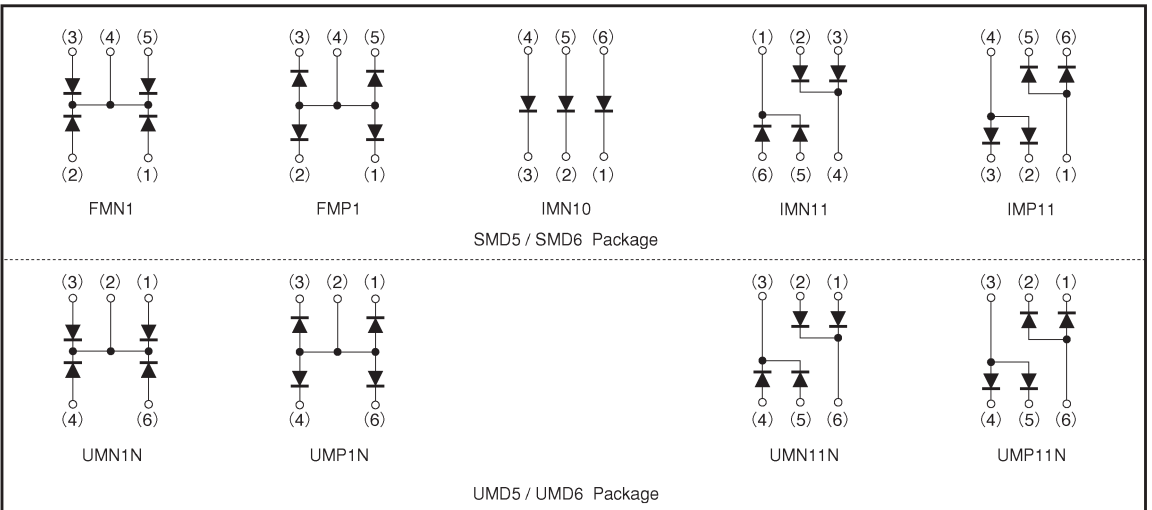 (3) (4) (5) (3) (4) (5) (4) (5) (6) (1) (2) (3) (4) (5) (6)
(2) (1) (2) (1) (3) (2) (1) (6) (5) (4) (3) (2) (1)
FMN1 FMP1 IMN10 IMN11 IMP11
SMD5 / SMD6 Package
(3) (2) (1) (3) (2) (1) (3) (2) (1) (3) (2) (1)
(4) (6) (4) (6) (4) (5) (6) (4) (5) (6)
UMN1N UMP1N UMN11N UMP11N
UMD5 / UMD6 Package